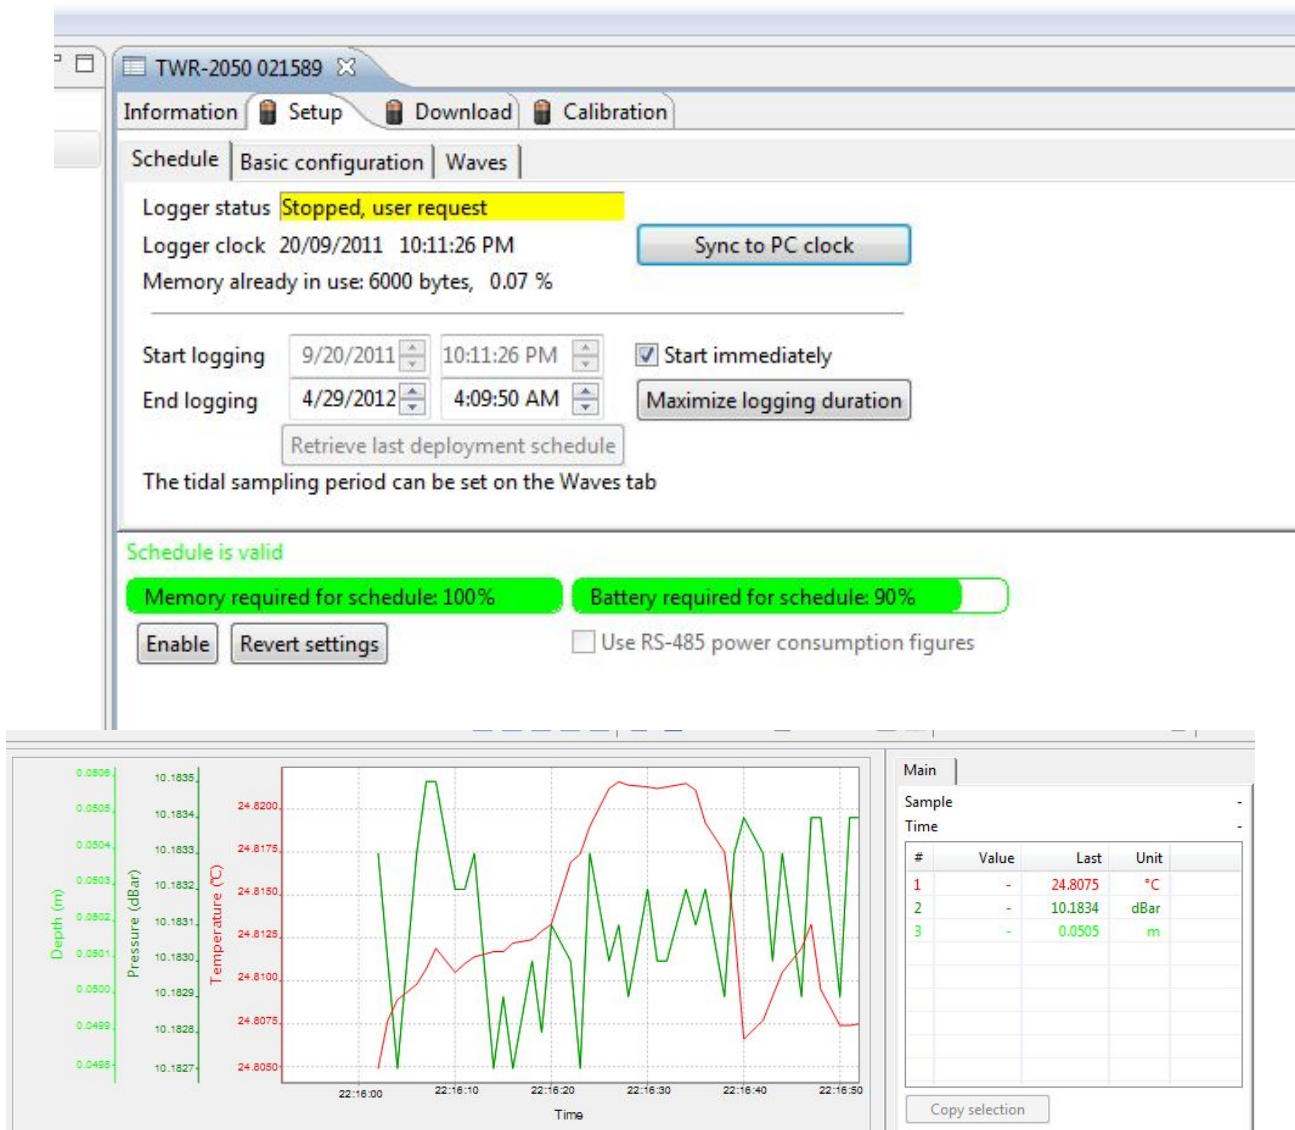 TWR-2050 021589
Information Setup Download Calibration
Schedule Basic configuration Waves
Logger status Stopped, user request
Logger clock 20/09/2011 10:11:26 PM Sync to PC clock
Memory already in use: 6000 bytes, 0.07 %
Start logging 9/20/2011 10:11:26 PM Start immediately
End logging 4/29/2012 4:09:50 AM Maximize logging duration
Retrieve last deployment schedule
The tidal sampling period can be set on the Waves tab
Schedule is valid
Memory required for schedule: 100% Battery required for schedule: 90%
Enable Revert settings Use RS-485 power consumption figures
Depth (m)
0.0506
0.0505
0.0504
0.0503
0.0502
0.0501
0.0500
0.0499
0.0498
Pressure (dBar)
10.1835
10.1834
10.1833
10.1832
10.1831
10.1830
10.1829
10.1828
10.1827
Temperature (°C)
24.8200
24.8175
24.8150
24.8125
24.8100
24.8075
24.8050
22:16:00 22:16:10 22:16:20 22:16:30 22:16:40 22:16:50
Time
Main
Sample -
Time -
# Value Last Unit
1 - 24.8075 °C
2 - 10.1834 dBar
3 - 0.0505 m
Copy selection